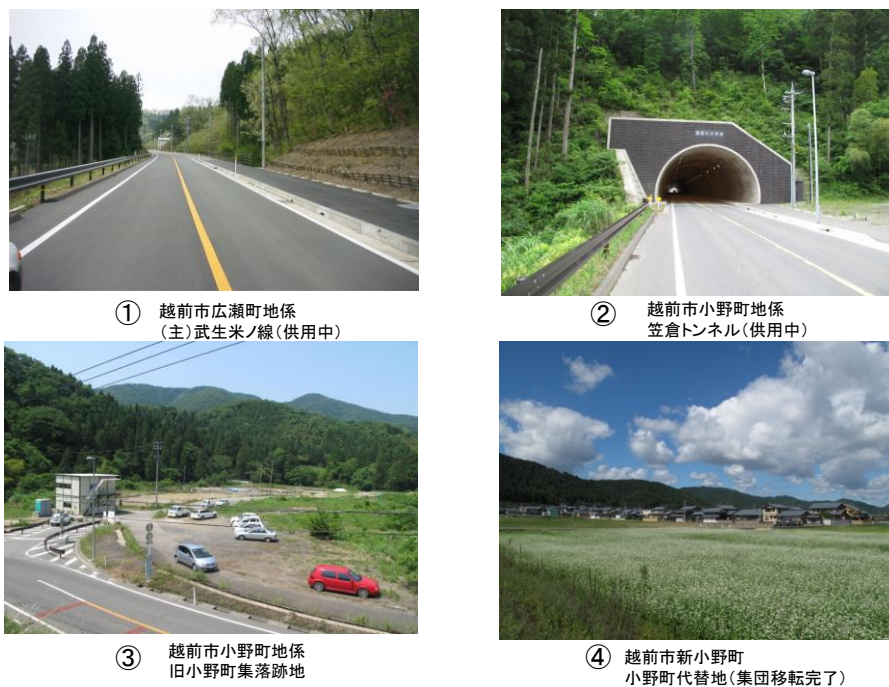 ① 越前市広瀬町地係
(主)武生米ノ線(供用中)
② 越前市小野町地係
笠倉トンネル(供用中)
③ 越前市小野町地係
旧小野町集落跡地
④ 越前市新小野町
小野町代替地(集団移転完了)